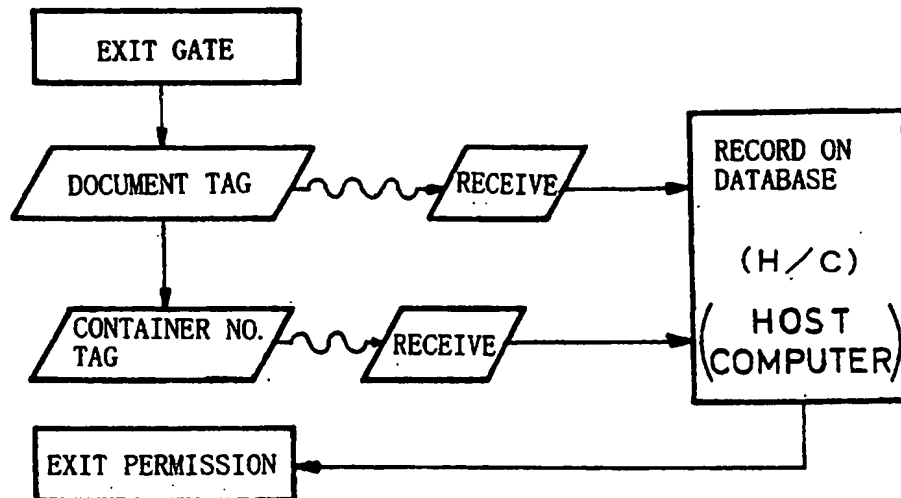 EXIT GATE
DOCUMENT TAG
RECEIVE
RECORD ON
DATABASE
(H/C)
(HOST
COMPUTER)
CONTAINER NO.
TAG
RECEIVE
EXIT PERMISSION